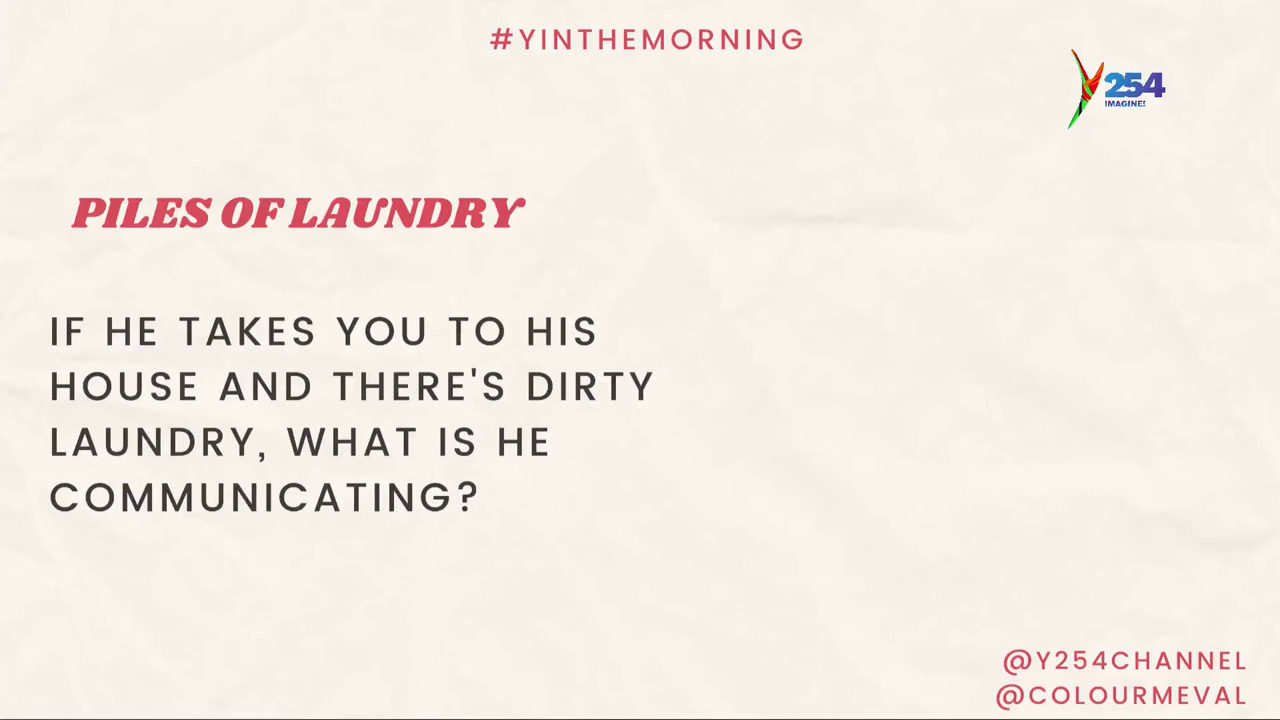 #YINTHEMORNING
254
IMAGINE!
PILES OF LAUNDRY
IF HE TAKES YOU TO HIS
HOUSE AND THERE'S DIRTY
LAUNDRY, WHAT IS HE
COMMUNICATING?
@Y254CHANNEL
@COLOURMEVAL